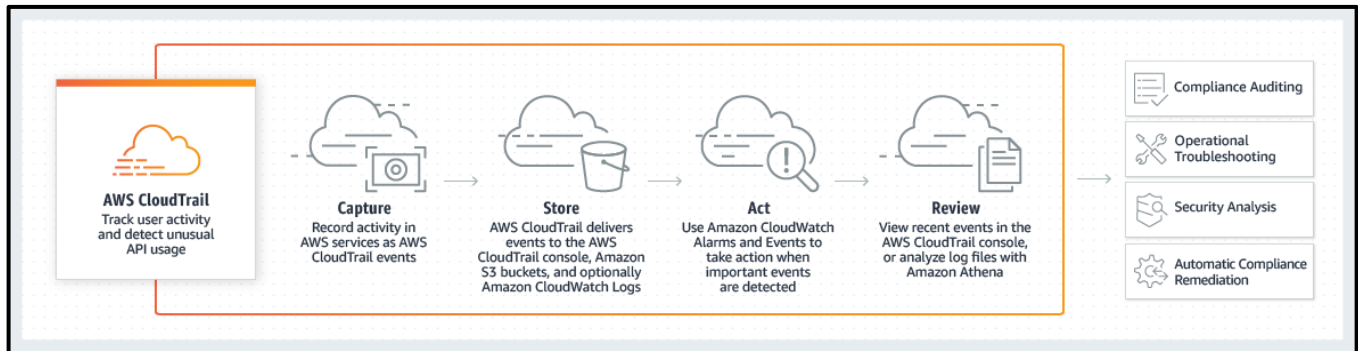 AWS CloudTrail
Track user activity
and detect unusual
API usage
Capture
Record activity in
AWS services as AWS
CloudTrail events
Store
AWS CloudTrail delivers
events to the AWS
CloudTrail console, Amazon
S3 buckets, and optionally
Amazon CloudWatch Logs
Act
Use Amazon CloudWatch
Alarms and Events to
take action when
important events
are detected
Review
View recent events in the
AWS CloudTrail console,
or analyze log files with
Amazon Athena
Compliance Auditing
Operational
Troubleshooting
Security Analysis
Automatic Compliance
Remediation